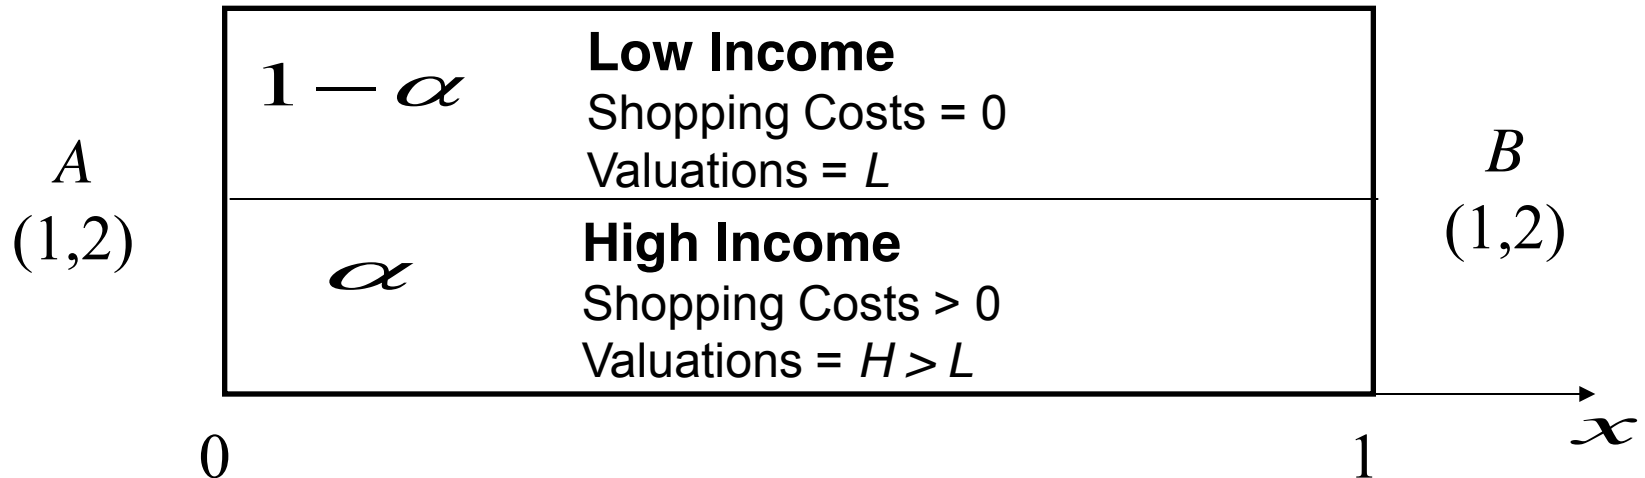 1 − α
Low Income
Shopping Costs = 0
Valuations = L
A
(1,2)
B
(1,2)
α
High Income
Shopping Costs > 0
Valuations = H > L
0
1
x